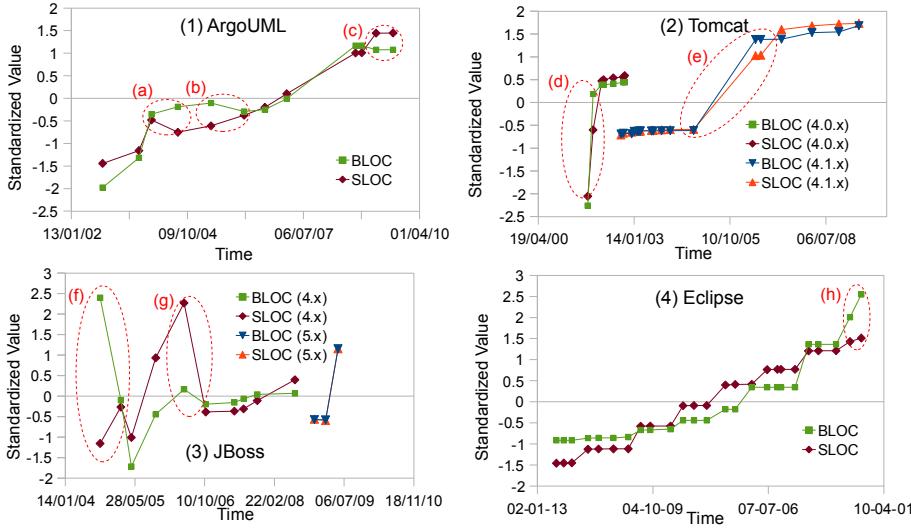 (1) ArgoUML
Standardized Value
2
1.5
1
0.5
0
-0.5
-1
-1.5
-2
-2.5
(a)
(b)
(c)
BLOC
SLOC
13/01/02
09/10/04
06/07/07
01/04/10
Time
(2) Tomcat
Standardized Value
2
1.5
1
0.5
0
-0.5
-1
-1.5
-2
-2.5
(d)
(e)
BLOC (4.0.x)
SLOC (4.0.x)
BLOC (4.1.x)
SLOC (4.1.x)
19/04/00
14/01/03
10/10/05
06/07/08
Time
(3) JBoss
Standardized Value
3
2.5
2
1.5
1
0.5
0
-0.5
-1
-1.5
-2
(f)
(g)
BLOC (4.x)
SLOC (4.x)
BLOC (5.x)
SLOC (5.x)
14/01/04
28/05/05
10/10/06
22/02/08
06/07/09
18/11/10
Time
(4) Eclipse
Standardized Value
3
2.5
2
1.5
1
0.5
0
-0.5
-1
-1.5
-2
(h)
BLOC
SLOC
02-01-13
04-10-09
07-07-06
10-04-01
Time